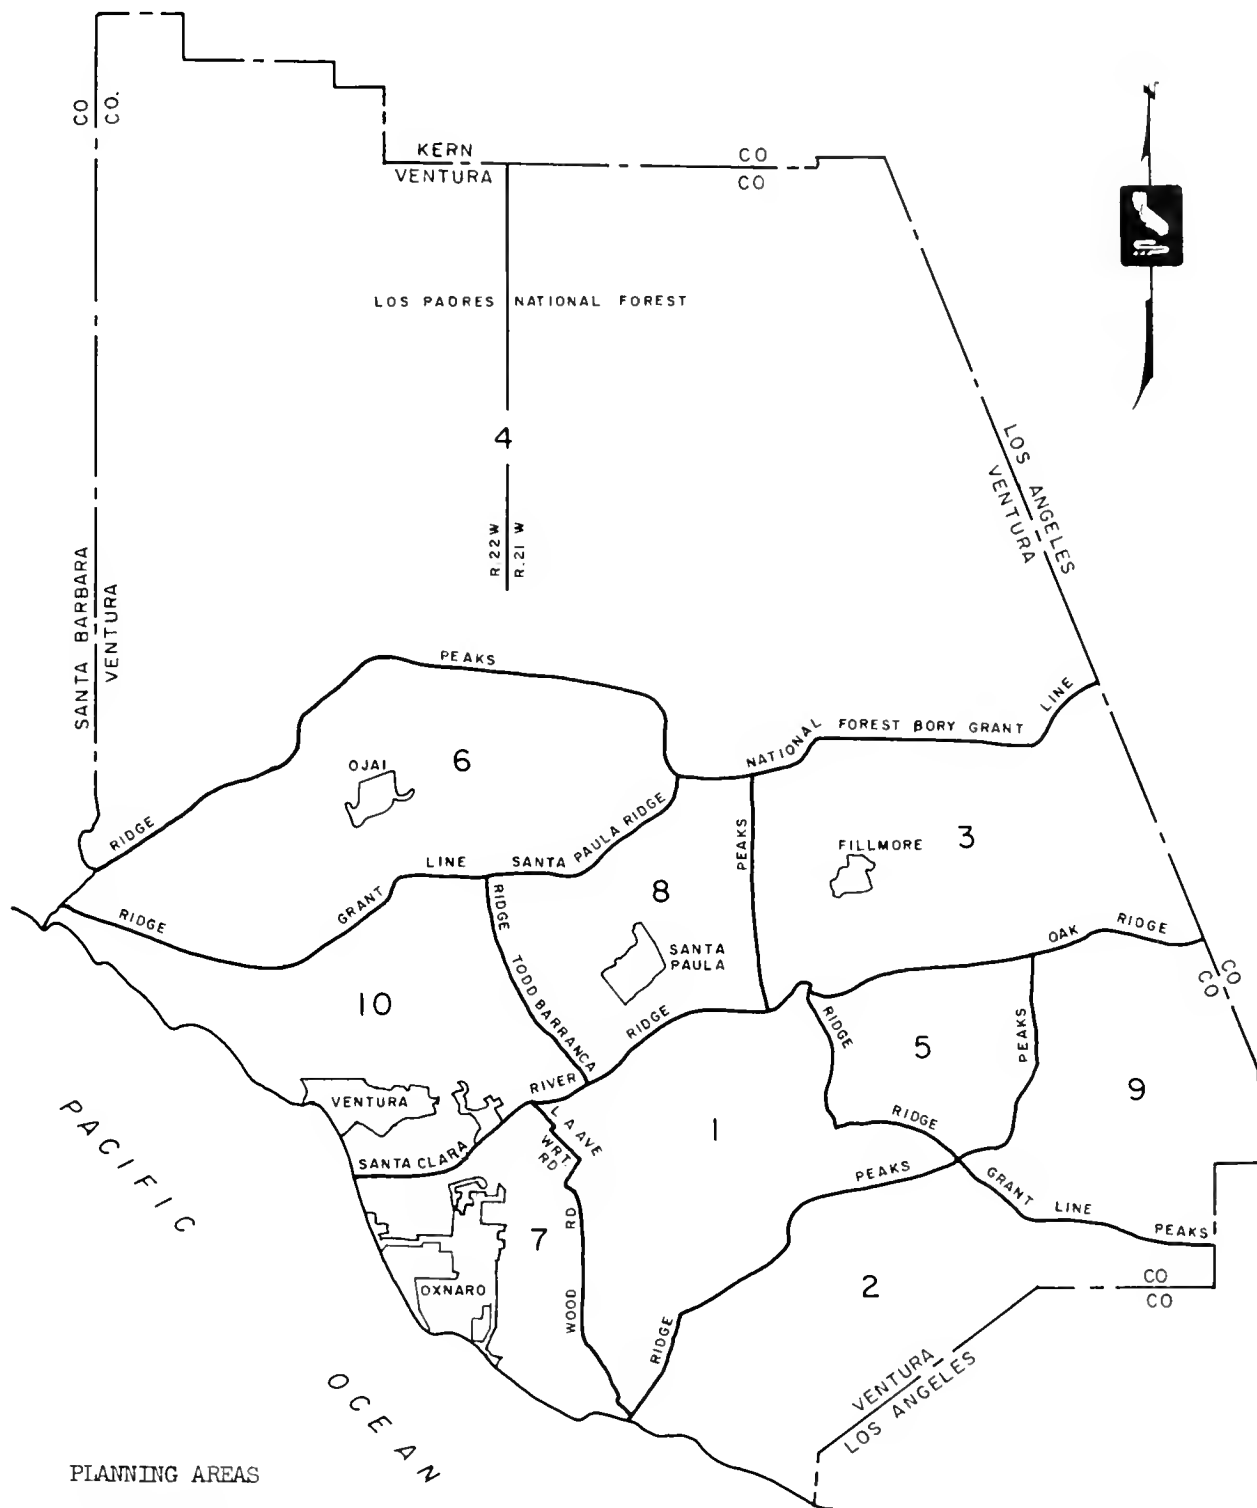 CO
CO.
KERN
VENTURA
CO
CO
N
LOS PADRES NATIONAL FOREST
4
R.22W
R.21W
LOS ANGELES
VENTURA
SANTA BARBARA
VENTURA
PEAKS
NATIONAL FOREST BDRY GRANT LINE
6
OJAI
RIDGE
GRANT LINE
SANTA PAULA RIDGE
RIDGE
PEAKS
3
FILLMORE
8
SANTA
PAULA
RIDGE
TODD BARRANCA
OAK RIDGE
CO
CO
10
RIDGE
RIDGE
5
PEAKS
9
VENTURA
RIVER
L A AVE
WRT.
RD
1
RIDGE
SANTA CLARA
PEAKS
GRANT LINE
PEAKS
PACIFIC
7
WOOD RD
OXNARD
2
CO
CO
RIDGE
VENTURA
LOS ANGELES
OCEAN
PLANNING AREAS